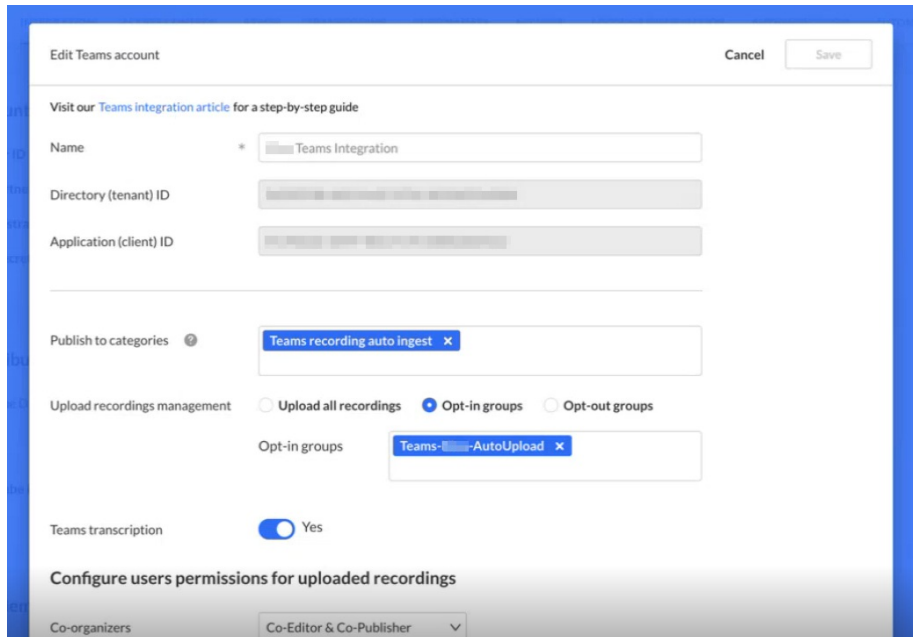 Edit Teams account
Cancel
Save
Visit our Teams integration article for a step-by-step guide
Name * Teams Integration
Directory (tenant) ID
Application (client) ID
Publish to categories ? Teams recording auto ingest ×
Upload recordings management Upload all recordings Opt-in groups Opt-out groups
Opt-in groups Teams- -AutoUpload ×
Teams transcription Yes
Configure users permissions for uploaded recordings
Co-organizers Co-Editor & Co-Publisher